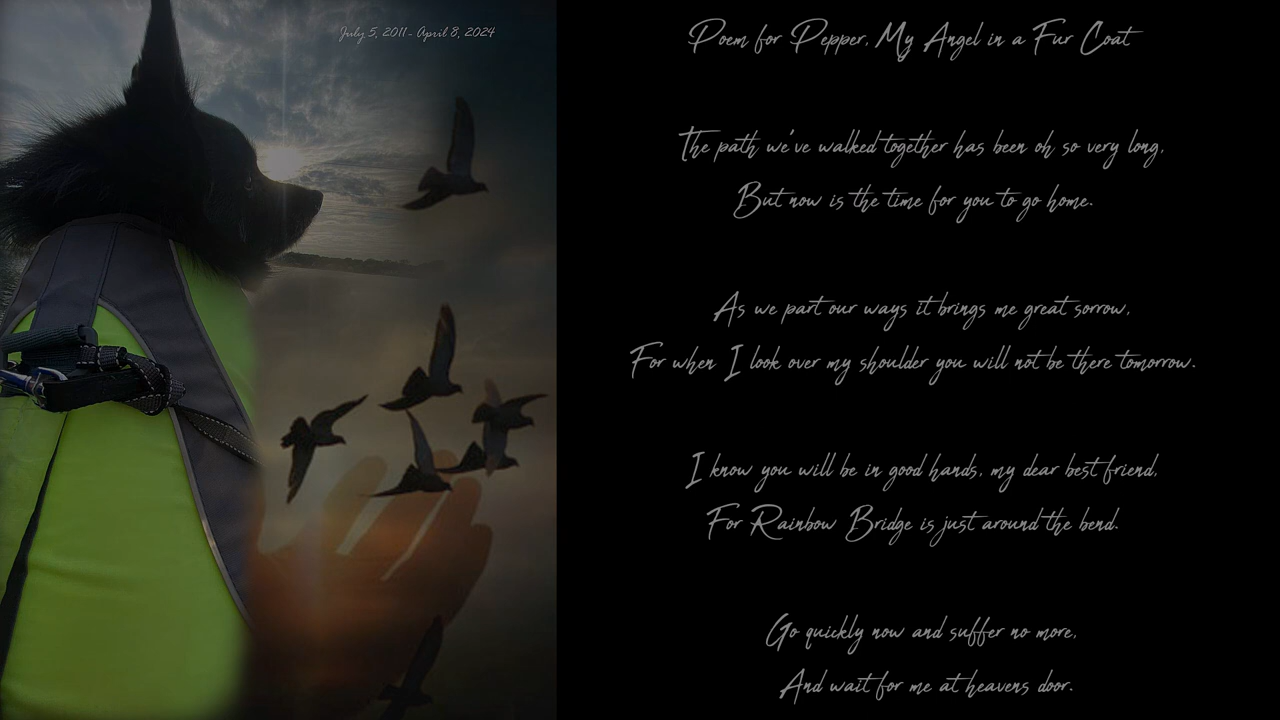 July 5, 2011- April 8, 2024
Poem for Pepper, My Angel in a Fur Coat
The path we've walked together has been oh so very long,
But now is the time for you to go home.
As we part our ways it brings me great sorrow,
For when I look over my shoulder you will not be there tomorrow.
I know you will be in good hands, my dear best friend,
For Rainbow Bridge is just around the bend.
Go quickly now and suffer no more,
And wait for me at heavens door.